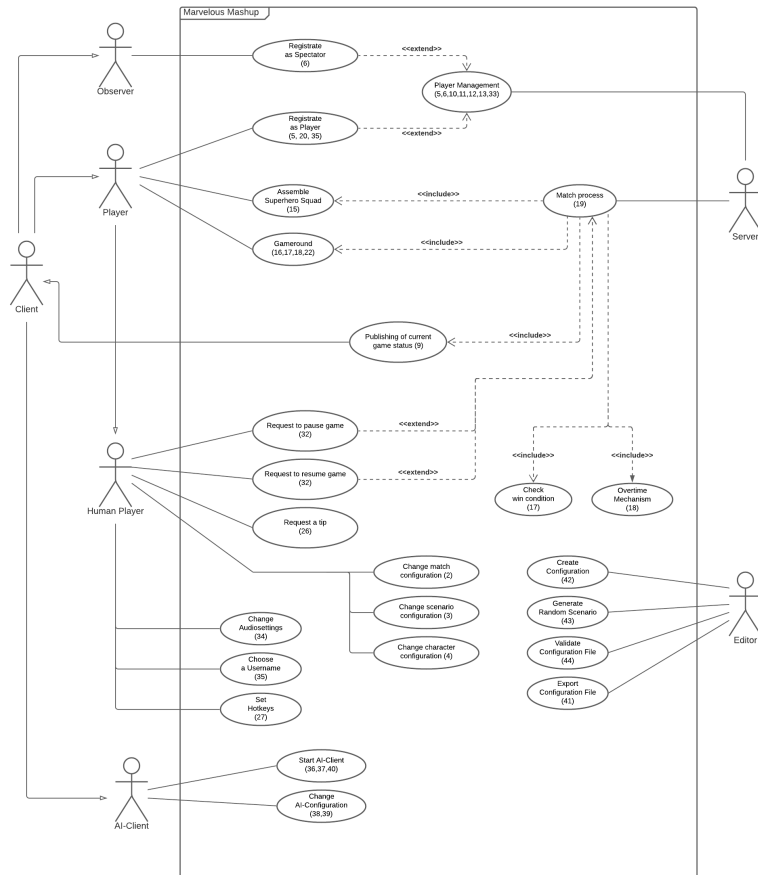 Marvelous Mashup
Observer
Registrate
as Spectator
(6)
<<extend>>
Player Management
(5,6,10,11,12,13,33)
Registrate
as Player
(5, 20, 35)
<<extend>>
Player
Assemble
Superhero Squad
(15)
<<include>>
Match process
(19)
Server
Gameround
(16,17,18,22)
<<include>>
Client
Publishing of current
game status (9)
<<include>>
Request to pause game
(32)
<<extend>>
Request to resume game
(32)
<<extend>>
<<include>>
<<include>>
Check
win condition
(17)
Overtime
Mechanism
(18)
Human Player
Request a tip
(26)
Change match
configuration (2)
Change scenario
configuration (3)
Change character
configuration (4)
Create
Configuration
(42)
Generate
Random Scenario
(43)
Validate
Configuration File
(44)
Export
Configuration File
(41)
Editor
Change
Audiosettings
(34)
Choose
a Username
(35)
Set
Hotkeys
(27)
Start AI-Client
(36,37,40)
Change
AI-Configuration
(38,39)
AI-Client